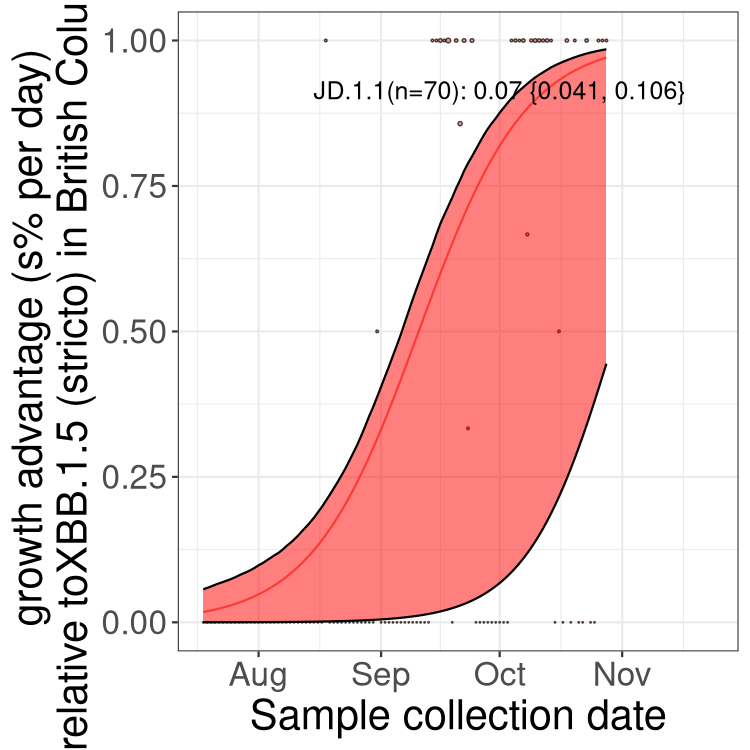 growth advantage (s% per day)
relative toXBB.1.5 (stricto) in British Colu
1.00
0.75
0.50
0.25
0.00
JD.1.1(n=70): 0.07 {0.041, 0.106}
Aug Sep Oct Nov
Sample collection date